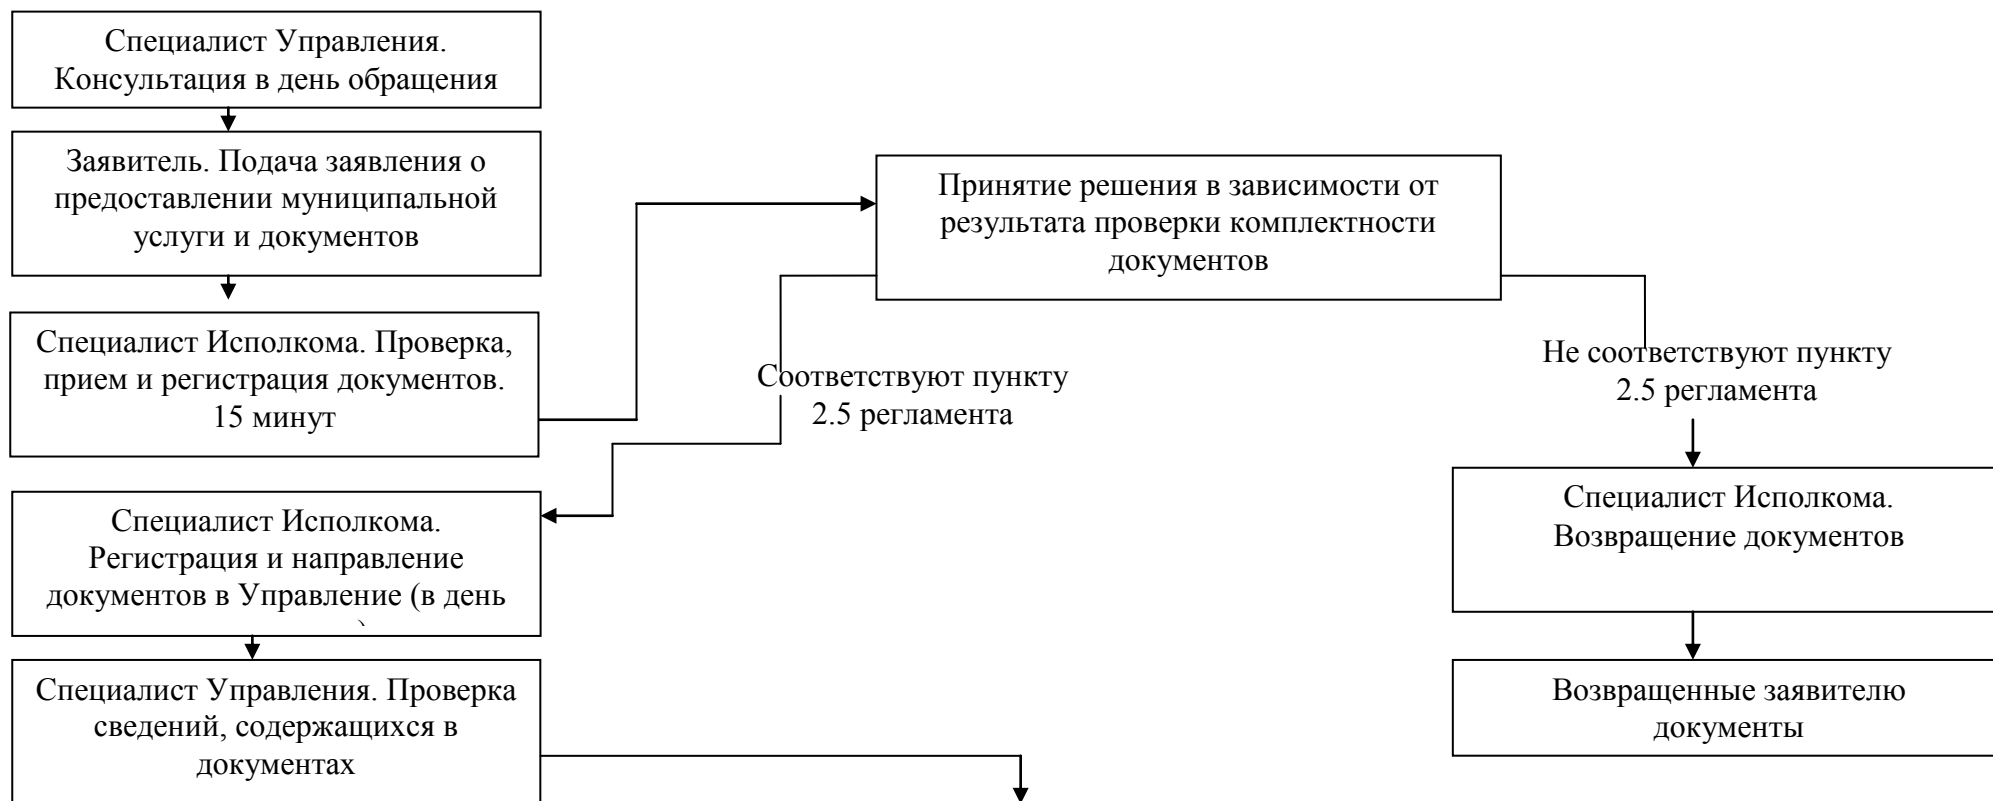 Специалист Управления.
Консультация в день обращения
Заявитель. Подача заявления о
предоставлении муниципальной
услуги и документов
Принятие решения в зависимости от
результата проверки комплектности
документов
Специалист Исполкома. Проверка,
прием и регистрация документов.
15 минут
Соответствуют пункту
2.5 регламента
Не соответствуют пункту
2.5 регламента
Специалист Исполкома.
Регистрация и направление
документов в Управление (в день
Специалист Исполкома.
Возвращение документов
Специалист Управления. Проверка
сведений, содержащихся в
документах
Возвращенные заявителю
документы